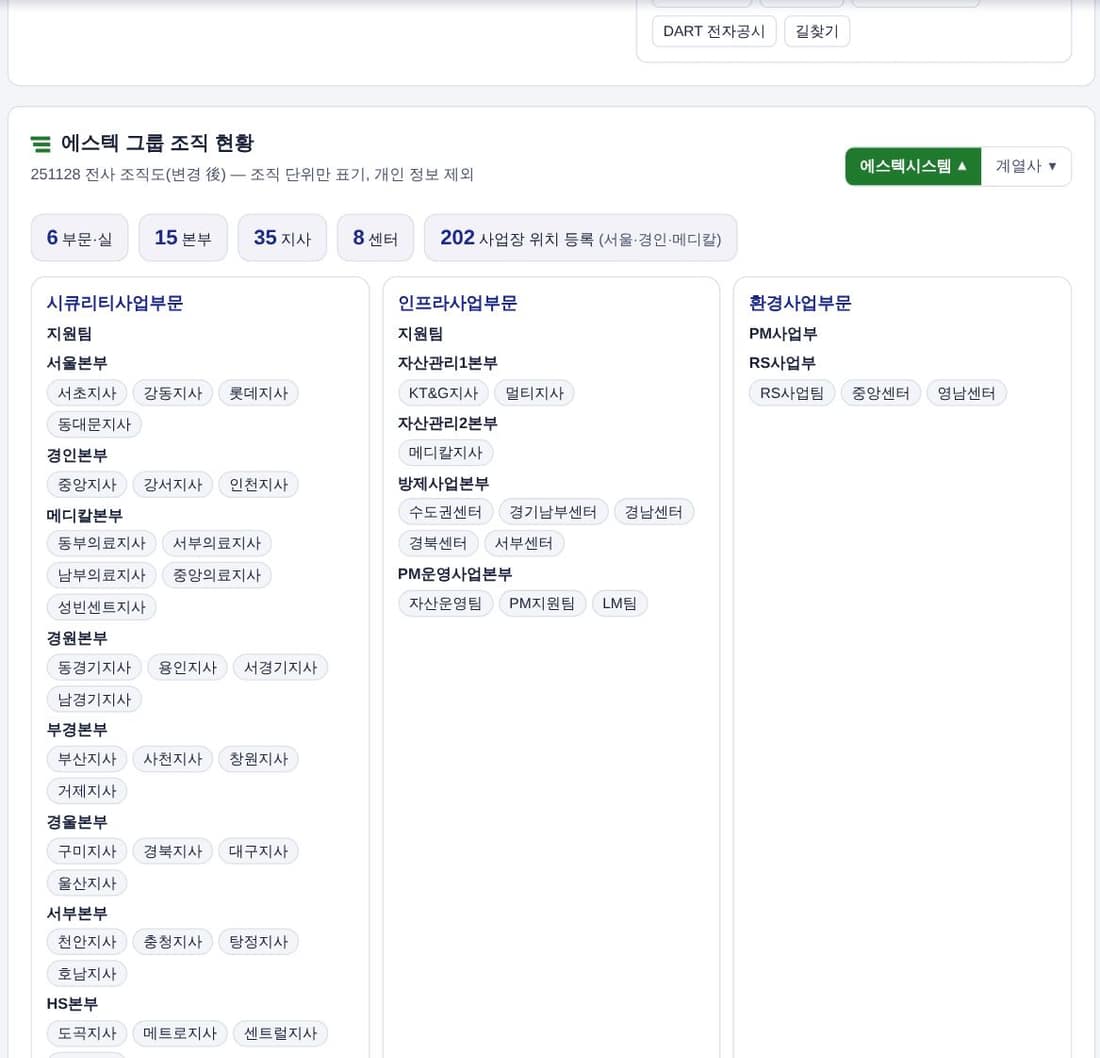 DART 전자공시 길찾기
에스텍 그룹 조직 현황
251128 전사 조직도(변경 後) — 조직 단위만 표기, 개인 정보 제외
에스텍시스템 ▲ 계열사 ▼
6 부문·실 15 본부 35 지사 8 센터 202 사업장 위치 등록 (서울·경인·메디칼)
시큐리티사업부문
지원팀
서울본부
서초지사 강동지사 롯데지사
동대문지사
경인본부
중앙지사 강서지사 인천지사
메디칼본부
동부의료지사 서부의료지사
남부의료지사 중앙의료지사
성빈센트지사
경원본부
동경기지사 용인지사 서경기지사
남경기지사
부경본부
부산지사 사천지사 창원지사
거제지사
경울본부
구미지사 경북지사 대구지사
울산지사
서부본부
천안지사 충청지사 탕정지사
호남지사
HS본부
도곡지사 메트로지사 센트럴지사
인프라사업부문
지원팀
자산관리1본부
KT&G지사 멀티지사
자산관리2본부
메디칼지사
방제사업본부
수도권센터 경기남부센터 경남센터
경북센터 서부센터
PM운영사업본부
자산운영팀 PM지원팀 LM팀
환경사업부문
PM사업부
RS사업부
RS사업팀 중앙센터 영남센터